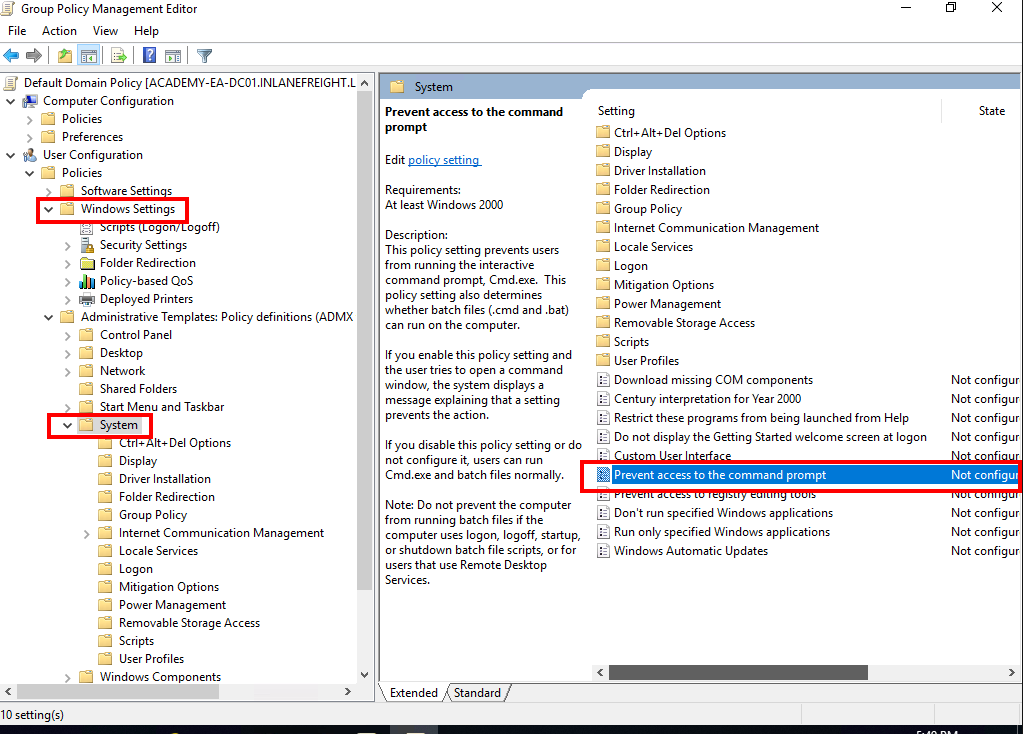 Group Policy Management Editor
File Action View Help
Default Domain Policy [ACADEMY-EA-DC01.INLANEFREIGHT.L
Computer Configuration
Policies
Preferences
User Configuration
Policies
Software Settings
Windows Settings
Scripts (Logon/Logoff)
Security Settings
Folder Redirection
Policy-based QoS
Deployed Printers
Administrative Templates: Policy definitions (ADMX
Control Panel
Desktop
Network
Shared Folders
Start Menu and Taskbar
System
Ctrl+Alt+Del Options
Display
Driver Installation
Folder Redirection
Group Policy
Internet Communication Management
Locale Services
Logon
Mitigation Options
Power Management
Removable Storage Access
Scripts
User Profiles
Windows Components
System
Prevent access to the command
prompt
Edit policy setting
Requirements:
At least Windows 2000
Description:
This policy setting prevents users
from running the interactive
command prompt, Cmd.exe.  This
policy setting also determines
whether batch files (.cmd and .bat)
can run on the computer.
If you enable this policy setting and
the user tries to open a command
window, the system displays a
message explaining that a setting
prevents the action.
If you disable this policy setting or do
not configure it, users can run
Cmd.exe and batch files normally.
Note: Do not prevent the computer
from running batch files if the
computer uses logon, logoff, startup,
or shutdown batch file scripts, or for
users that use Remote Desktop
Services.
Setting State
Ctrl+Alt+Del Options
Display
Driver Installation
Folder Redirection
Group Policy
Internet Communication Management
Locale Services
Logon
Mitigation Options
Power Management
Removable Storage Access
Scripts
User Profiles
Download missing COM components Not configur
Century interpretation for Year 2000 Not configur
Restrict these programs from being launched from Help Not configur
Do not display the Getting Started welcome screen at logon Not configur
Custom User Interface Not configur
Prevent access to the command prompt Not configur
Prevent access to registry editing tools Not configur
Don't run specified Windows applications Not configur
Run only specified Windows applications Not configur
Windows Automatic Updates Not configur
Extended Standard
10 setting(s)